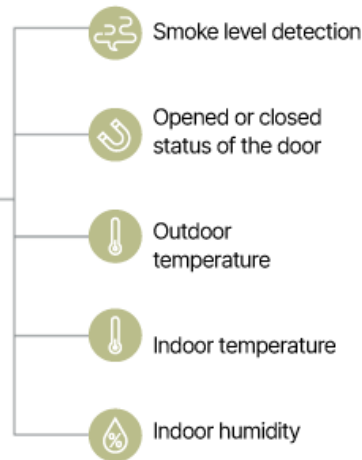 Smoke level detection
Opened or closed
status of the door
Outdoor
temperature
Indoor temperature
%
Indoor humidity